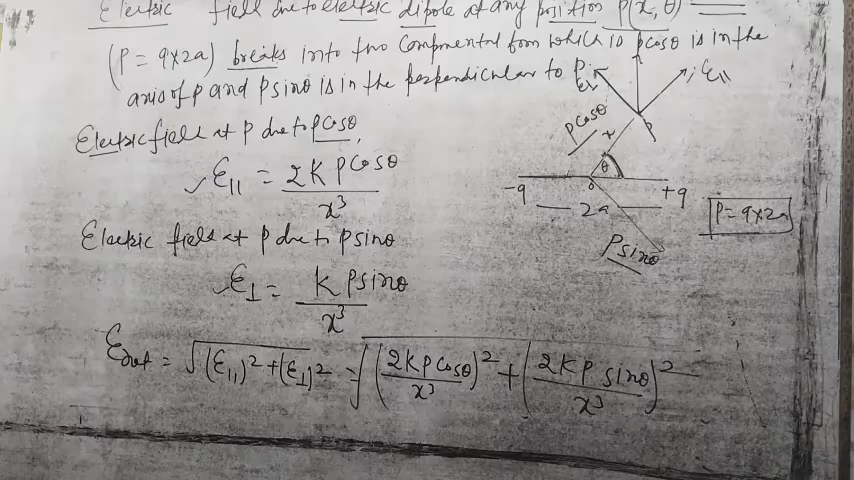 Electric field due to electric dipole at any position P(x, θ)
(P = q×2a) breaks into two componental from which is pcosθ is in the
axis of p and psinθ is in the perpendicular to P.
E⊥
E||
pcosθ
x
P
θ
Electric field at p due to pcosθ,
E|| = 2KPcosθ/x³
-q
0
+q
2a
P=q×2a
Psinθ
Electric field at p due to psinθ
E⊥ = K psinθ/x³
Enet = √(E||)²+(E⊥)² = √(2KPcosθ/x³)² + (2KP sinθ/x³)²